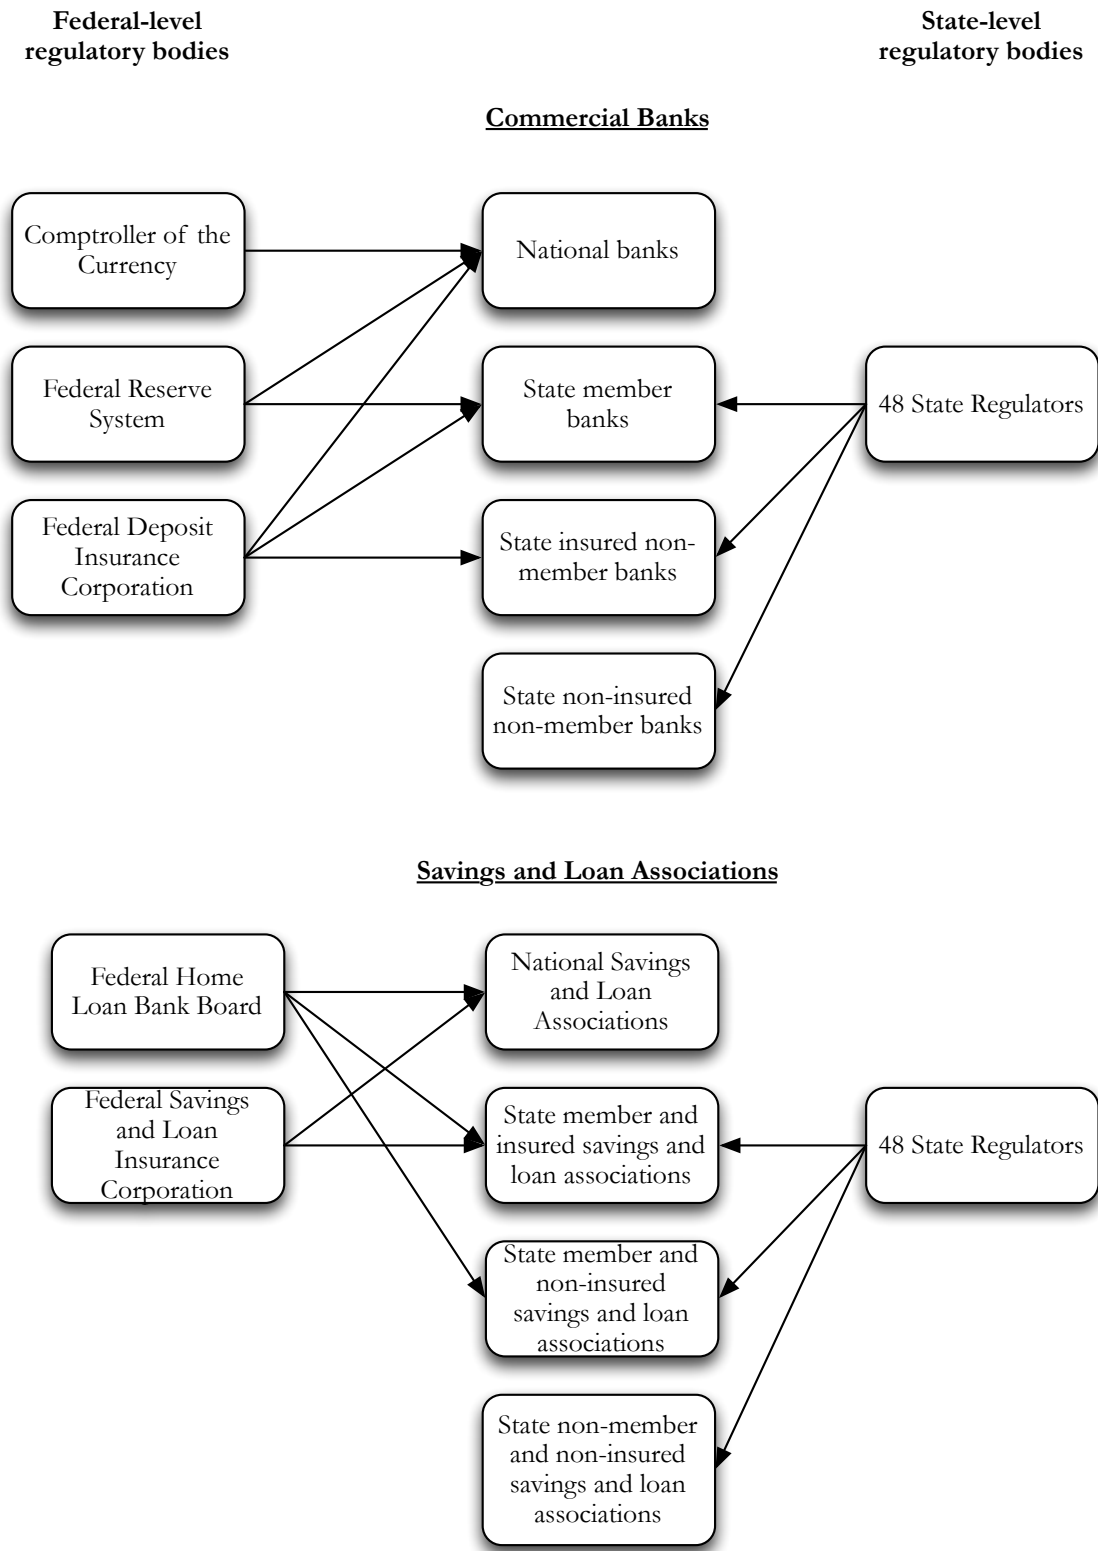 Federal-level
regulatory bodies
State-level
regulatory bodies
Commercial Banks
Comptroller of the
Currency
National banks
Federal Reserve
System
State member
banks
48 State Regulators
Federal Deposit
Insurance
Corporation
State insured non-
member banks
State non-insured
non-member banks
Savings and Loan Associations
Federal Home
Loan Bank Board
National Savings
and Loan
Associations
Federal Savings
and Loan
Insurance
Corporation
State member and
insured savings and
loan associations
48 State Regulators
State member and
non-insured
savings and loan
associations
State non-member
and non-insured
savings and loan
associations